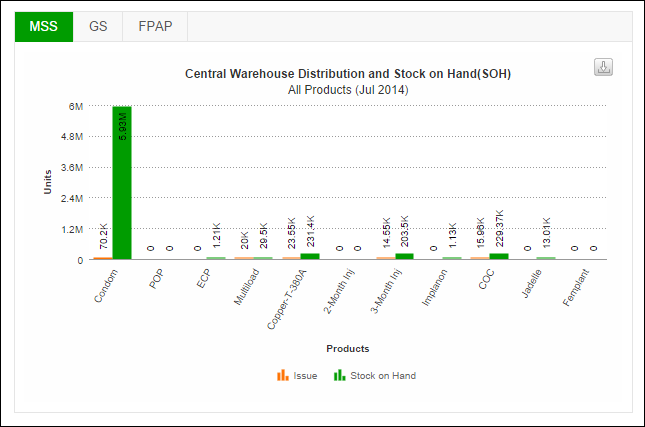 MSS GS FPAP
Central Warehouse Distribution and Stock on Hand(SOH)
All Products (Jul 2014)
Units
6M
4.8M
3.6M
2.4M
1.2M
0
70.2K 5.93M 0 0 0 1.21K 20K 29.5K 23.55K 231.4K 0 0 14.55K 203.5K 0 1.13K 15.96K 229.37K 0 13.01K 0 0
Condom POP ECP Multiload Copper-T-380A 2-Month Inj 3-Month Inj Implanon COC Jadelle Femplant
Products
Issue Stock on Hand